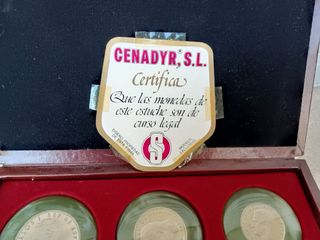 CENADYR, S.L.
Certifica
Que las monedas de
este estuche son de
curso legal
S